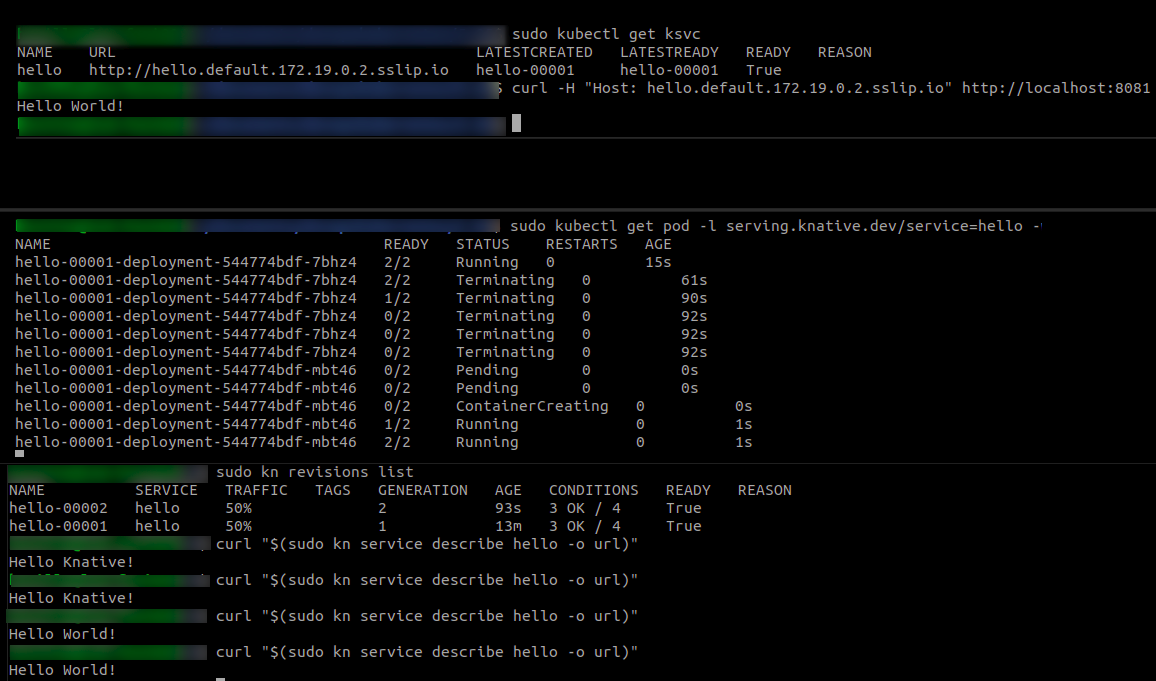 sudo kubectl get ksvc
NAME URL LATESTCREATED LATESTREADY READY REASON
hello http://hello.default.172.19.0.2.sslip.io hello-00001 hello-00001 True
$ curl -H "Host: hello.default.172.19.0.2.sslip.io" http://localhost:8081
Hello World!
sudo kubectl get pod -l serving.knative.dev/service=hello -
NAME READY STATUS RESTARTS AGE
hello-00001-deployment-544774bdf-7bhz4 2/2 Running 0 15s
hello-00001-deployment-544774bdf-7bhz4 2/2 Terminating 0 61s
hello-00001-deployment-544774bdf-7bhz4 1/2 Terminating 0 90s
hello-00001-deployment-544774bdf-7bhz4 0/2 Terminating 0 92s
hello-00001-deployment-544774bdf-7bhz4 0/2 Terminating 0 92s
hello-00001-deployment-544774bdf-7bhz4 0/2 Terminating 0 92s
hello-00001-deployment-544774bdf-mbt46 0/2 Pending 0 0s
hello-00001-deployment-544774bdf-mbt46 0/2 Pending 0 0s
hello-00001-deployment-544774bdf-mbt46 0/2 ContainerCreating 0 0s
hello-00001-deployment-544774bdf-mbt46 1/2 Running 0 1s
hello-00001-deployment-544774bdf-mbt46 2/2 Running 0 1s
sudo kn revisions list
NAME SERVICE TRAFFIC TAGS GENERATION AGE CONDITIONS READY REASON
hello-00002 hello 50% 2 93s 3 OK / 4 True
hello-00001 hello 50% 1 13m 3 OK / 4 True
curl "$(sudo kn service describe hello -o url)"
Hello Knative!
curl "$(sudo kn service describe hello -o url)"
Hello Knative!
curl "$(sudo kn service describe hello -o url)"
Hello World!
curl "$(sudo kn service describe hello -o url)"
Hello World!